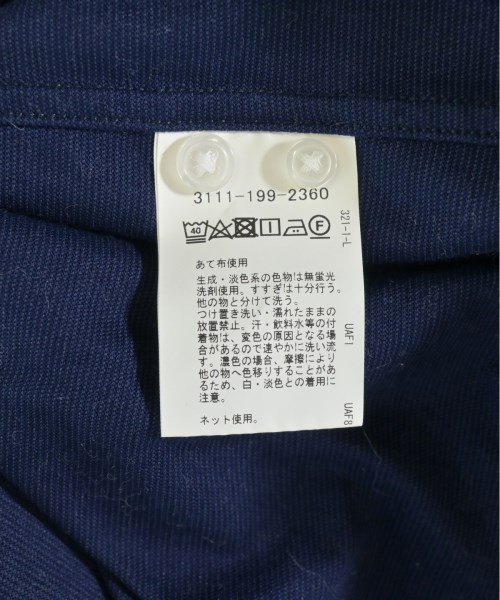 3111-199-2360
40 F
あて布使用
生成・淡色系の色物は無蛍光
洗剤使用。すすぎは十分行う。
他の物と分けて洗う。
つけ置き洗い・濡れたままの
放置禁止。汗・飲料水等の付
着物は、変色の原因となる場
合があるので速やかに洗い流
す。濃色の場合、摩擦により
他の物へ色移りすることがあ
るため、白・淡色との着用に
注意。
ネット使用。
321-1-L
UAF1
UAF8